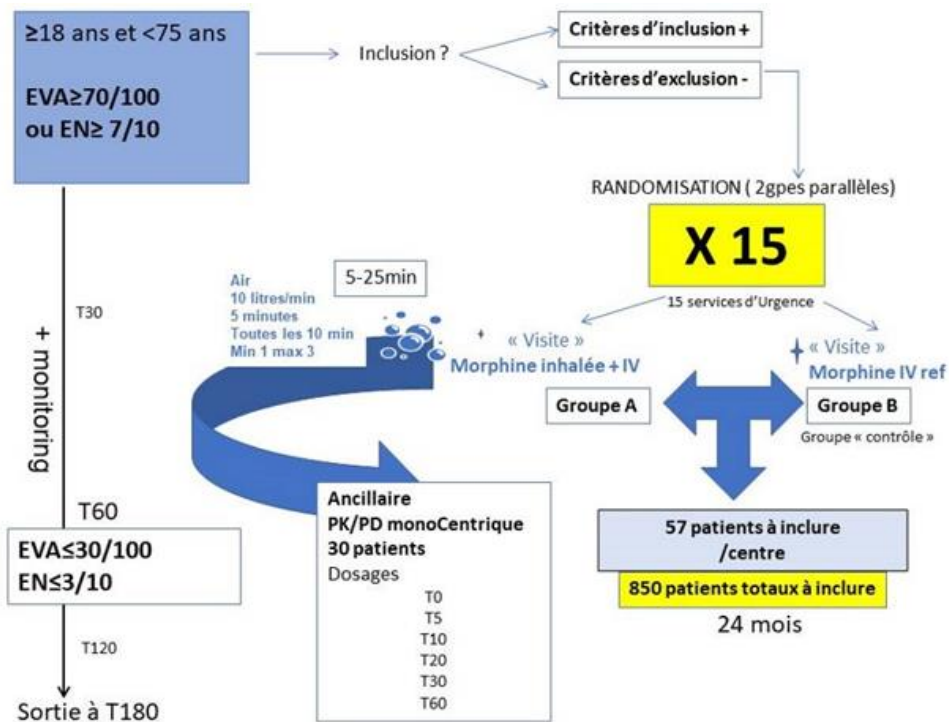 ≥18 ans et <75 ans
EVA≥70/100
ou EN≥ 7/10
Inclusion ?
Critères d'inclusion +
Critères d'exclusion -
RANDOMISATION ( 2gpes parallèles)
X 15
15 services d'Urgence
T30
+ monitoring
Air
10 litres/min
5 minutes
Toutes les 10 min
Min 1 max 3
5-25min
+
« Visite »
Morphine inhalée + IV
Groupe A
« Visite »
Morphine IV ref
Groupe B
Groupe « contrôle »
T60
EVA≤30/100
EN≤3/10
T120
Sortie à T180
Ancillaire
PK/PD monoCentrique
30 patients
Dosages
T0
T5
T10
T20
T30
T60
57 patients à inclure
/centre
850 patients totaux à inclure
24 mois